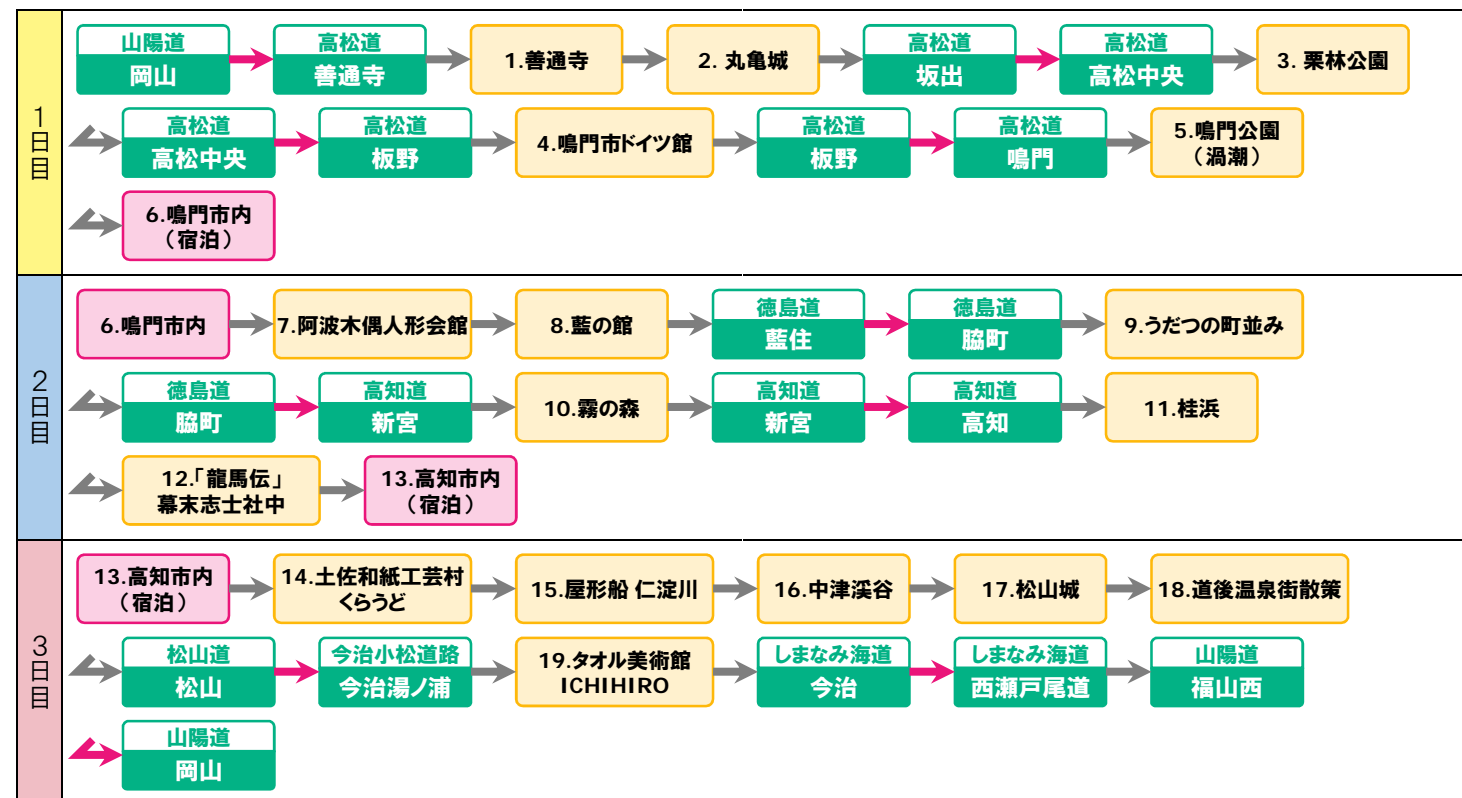 1日目
山陽道
岡山
高松道
善通寺
1.善通寺
2. 丸亀城
高松道
坂出
高松道
高松中央
3. 栗林公園
高松道
高松中央
高松道
板野
4.鳴門市ドイツ館
高松道
板野
高松道
鳴門
5.鳴門公園
（渦潮）
6.鳴門市内
（宿泊）
2日目
6.鳴門市内
7.阿波木偶人形会館
8.藍の館
徳島道
藍住
徳島道
脇町
9.うだつの町並み
徳島道
脇町
高知道
新宮
10.霧の森
高知道
新宮
高知道
高知
11.桂浜
12.「龍馬伝」
幕末志士社中
13.高知市内
（宿泊）
3日目
13.高知市内
（宿泊）
14.土佐和紙工芸村
くらうど
15.屋形船 仁淀川
16.中津渓谷
17.松山城
18.道後温泉街散策
松山道
松山
今治小松道路
今治湯ノ浦
19.タオル美術館
ICHIHIRO
しまなみ海道
今治
しまなみ海道
西瀬戸尾道
山陽道
福山西
山陽道
岡山